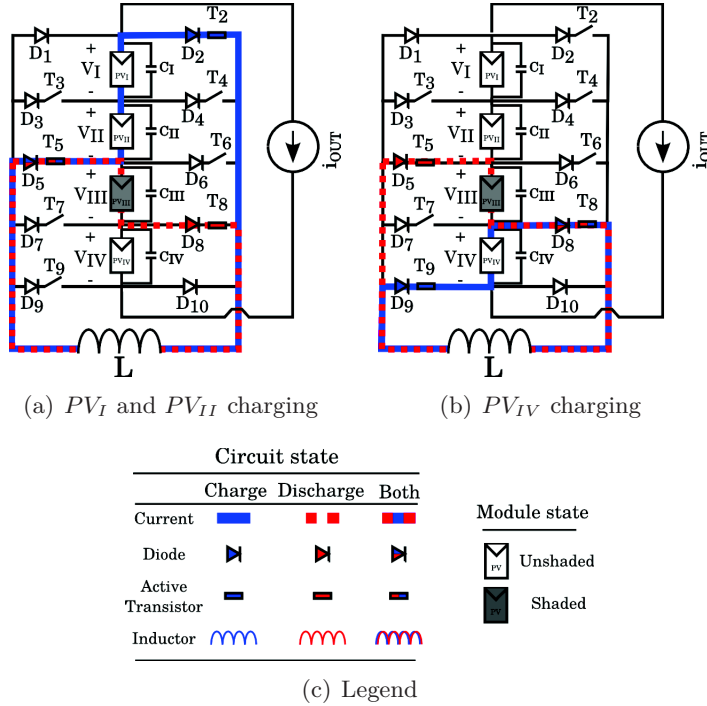 D1 + T2
VI PVI CI D2
T3 - T4
D3 + D4
VII PVII CII
T5 - T6
D5 + D6
VIII PVIII CIII
T7 - T8
D7 + D8
VIV PVIV CIV
T9 -
D9 D10
iOUT
L
D1 + T2
VI PVI CI D2
T3 - T4
D3 + D4
VII PVII CII
T5 - T6
D5 + D6
VIII PVIII CIII
T7 - T8
D7 + D8
VIV PVIV CIV
T9 -
D9 D10
iOUT
L
(a) PVI and PVII charging
(b) PVIV charging
Circuit state
Charge Discharge Both
Current
Diode
Active
Transistor
Inductor
Module state
PV Unshaded
PV Shaded
(c) Legend